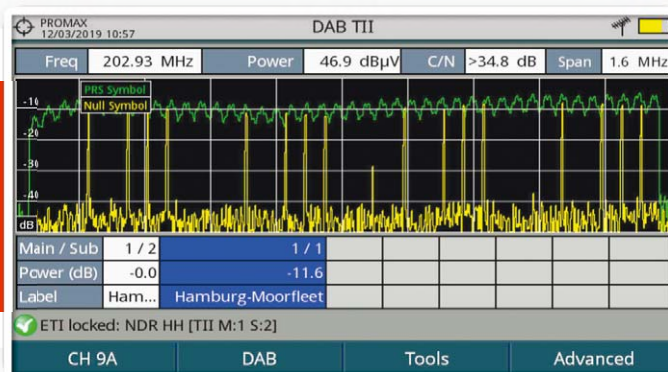 PROMAX
12/03/2019 10:57
DAB TII
Freq 202.93 MHz Power 46.9 dBµV C/N >34.8 dB Span 1.6 MHz
PRS Symbol
Null Symbol
-10
-20
-30
-40
dB
Main / Sub 1 / 2 1 / 1
Power (dB) -0.0 -11.6
Label Ham... Hamburg-Moorfleet
ETI locked: NDR HH [TII M:1 S:2]
CH 9A DAB Tools Advanced